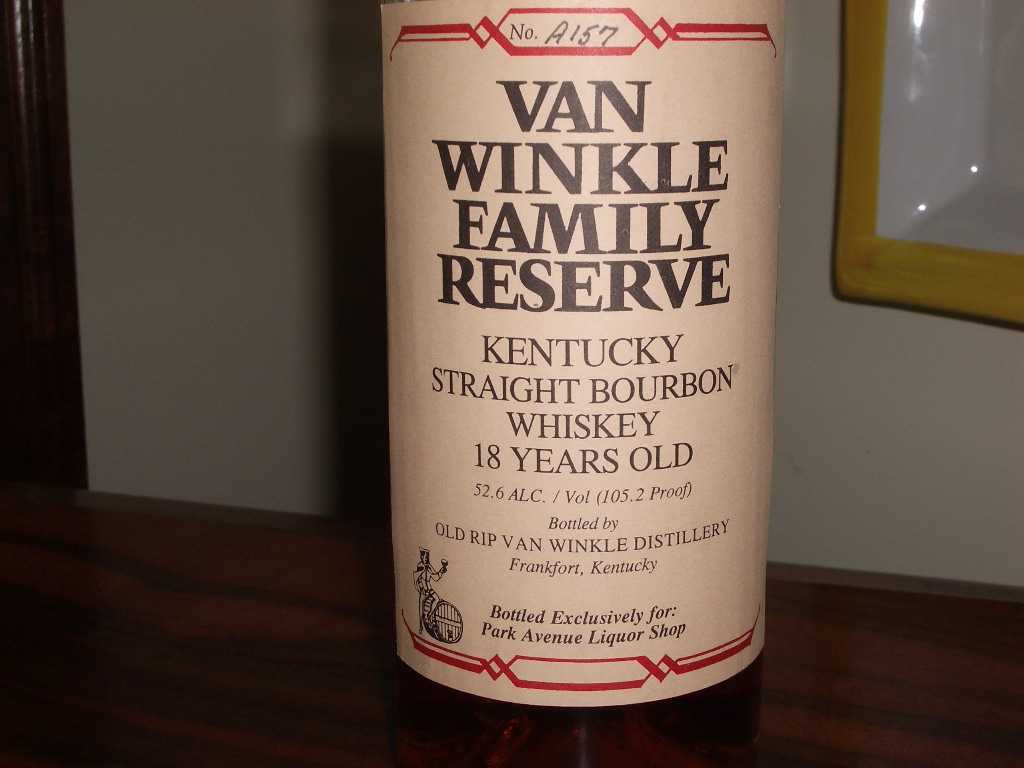 No. A157
VAN
WINKLE
FAMILY
RESERVE
KENTUCKY
STRAIGHT BOURBON
WHISKEY
18 YEARS OLD
52.6 ALC. / Vol (105.2 Proof)
Bottled by
OLD RIP VAN WINKLE DISTILLERY
Frankfort, Kentucky
Bottled Exclusively for:
Park Avenue Liquor Shop